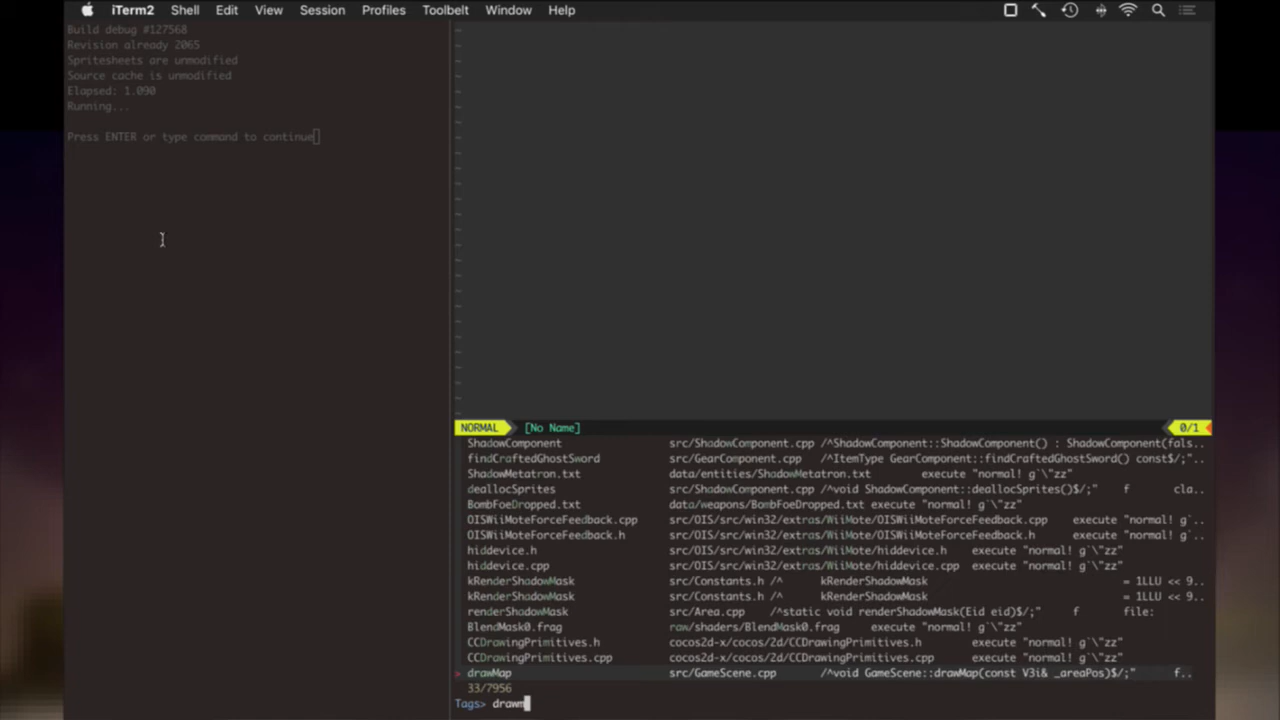 iTerm2 Shell Edit View Session Profiles Toolbelt Window Help
Build debug #127568
Revision already 2065
Spritesheets are unmodified
Source cache is unmodified
Elapsed: 1.090
Running...
Press ENTER or type command to continue
NORMAL [No Name] 0/1
ShadowComponent src/ShadowComponent.cpp /^ShadowComponent::ShadowComponent() : ShadowComponent(fals..
findCraftedGhostSword src/GearComponent.cpp /^ItemType GearComponent::findCraftedGhostSword() const$/;"..
ShadowMetatron.txt data/entities/ShadowMetatron.txt execute "normal! g`\"zz"
deallocSprites src/ShadowComponent.cpp /^void ShadowComponent::deallocSprites()$/;" f cla..
BombFoeDropped.txt data/weapons/BombFoeDropped.txt execute "normal! g`\"zz"
OISWiiMoteForceFeedback.cpp src/OIS/src/win32/extras/WiiMote/OISWiiMoteForceFeedback.cpp execute "normal! g`..
OISWiiMoteForceFeedback.h src/OIS/src/win32/extras/WiiMote/OISWiiMoteForceFeedback.h execute "normal! g`\"..
hiddevice.h src/OIS/src/win32/extras/WiiMote/hiddevice.h execute "normal! g`\"zz"
hiddevice.cpp src/OIS/src/win32/extras/WiiMote/hiddevice.cpp execute "normal! g`\"zz"
kRenderShadowMask src/Constants.h /^ kRenderShadowMask = 1LLU << 9..
kRenderShadowMask src/Constants.h /^ kRenderShadowMask = 1LLU << 9..
renderShadowMask src/Area.cpp /^static void renderShadowMask(Eid eid)$/;" f file:
BlendMask0.frag raw/shaders/BlendMask0.frag execute "normal! g`\"zz"
CCDrawingPrimitives.h cocos2d-x/cocos/2d/CCDrawingPrimitives.h execute "normal! g`\"zz"
CCDrawingPrimitives.cpp cocos2d-x/cocos/2d/CCDrawingPrimitives.cpp execute "normal! g`\"zz"
> drawMap src/GameScene.cpp /^void GameScene::drawMap(const V3i& _areaPos)$/;" f..
33/7956
Tags> drawm